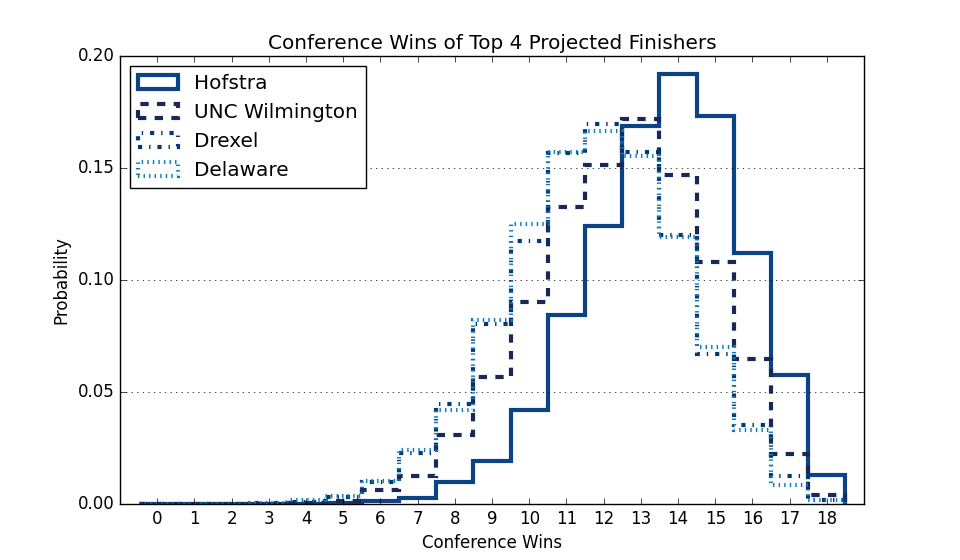 Conference Wins of Top 4 Projected Finishers
0.20
Hofstra
UNC Wilmington
Drexel
Delaware
0.15
0.10
0.05
0.00
Probability
0 1 2 3 4 5 6 7 8 9 10 11 12 13 14 15 16 17 18
Conference Wins